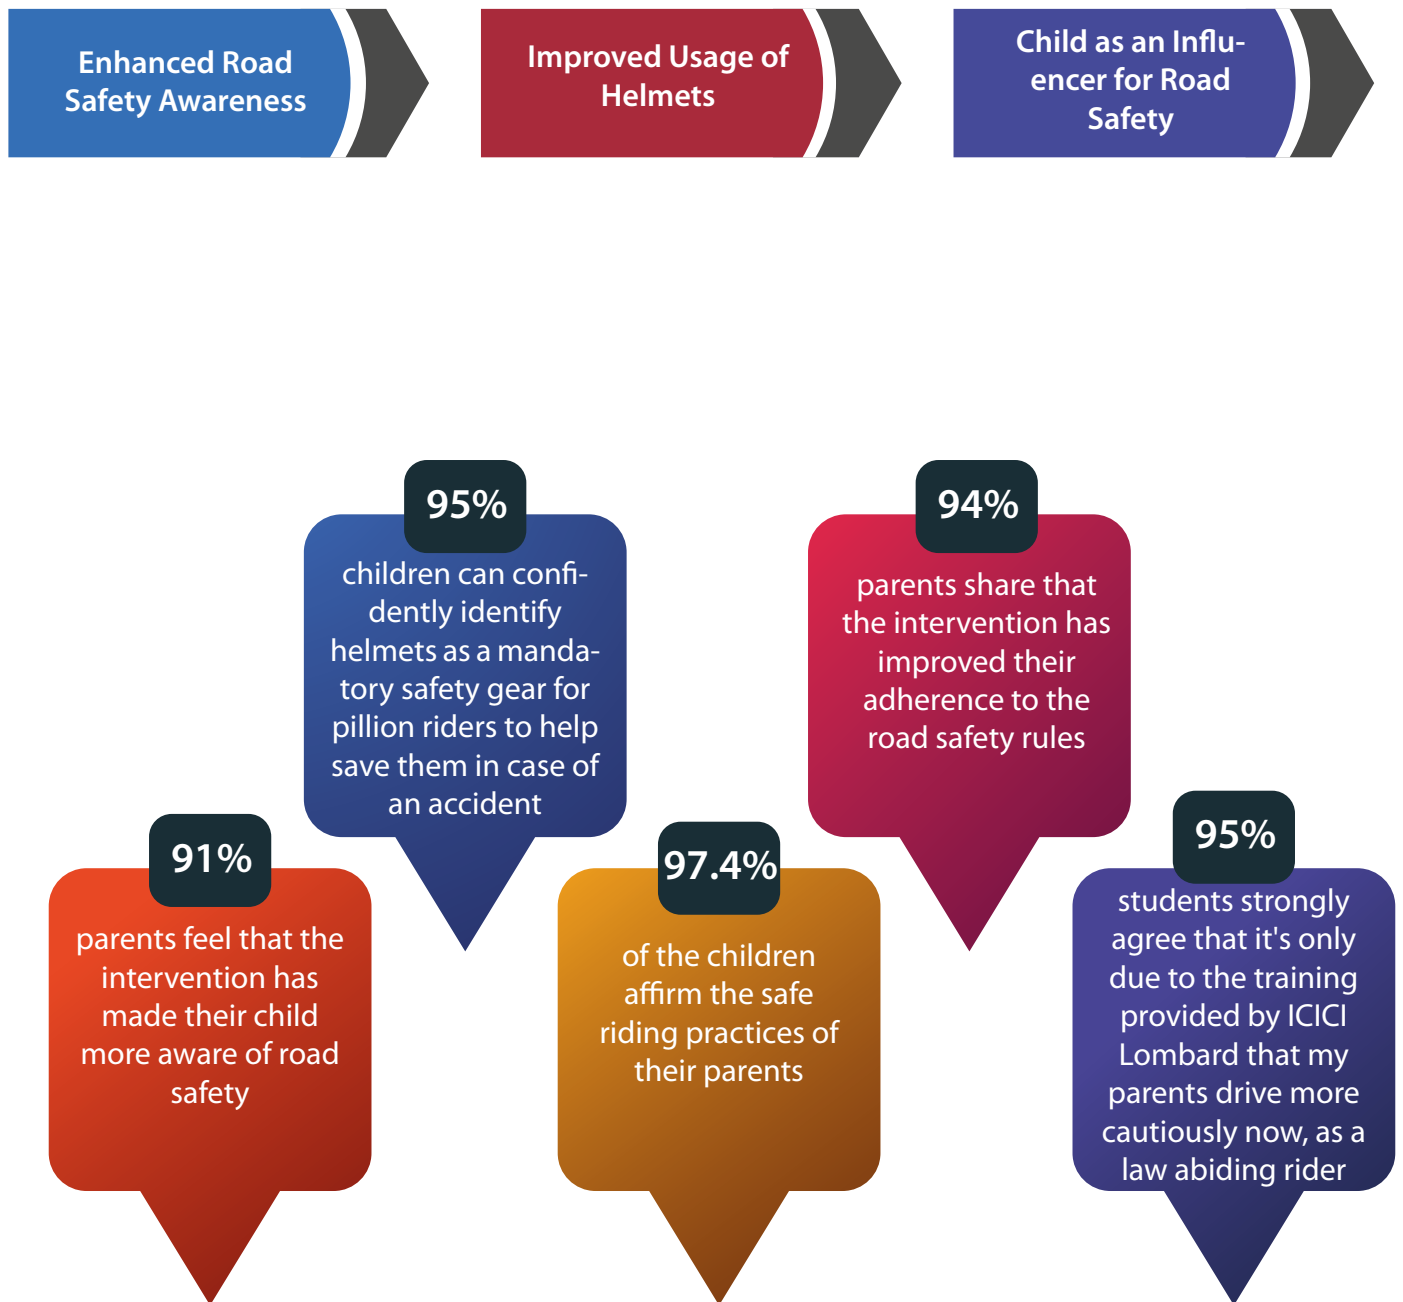 Enhanced Road
Safety Awareness
Improved Usage of
Helmets
Child as an Influ-
encer for Road
Safety
95%
children can confi-
dently identify
helmets as a manda-
tory safety gear for
pillion riders to help
save them in case of
an accident
94%
parents share that
the intervention has
improved their
adherence to the
road safety rules
91%
parents feel that the
intervention has
made their child
more aware of road
safety
97.4%
of the children
affirm the safe
riding practices of
their parents
95%
students strongly
agree that it's only
due to the training
provided by ICICI
Lombard that my
parents drive more
cautiously now, as a
law abiding rider